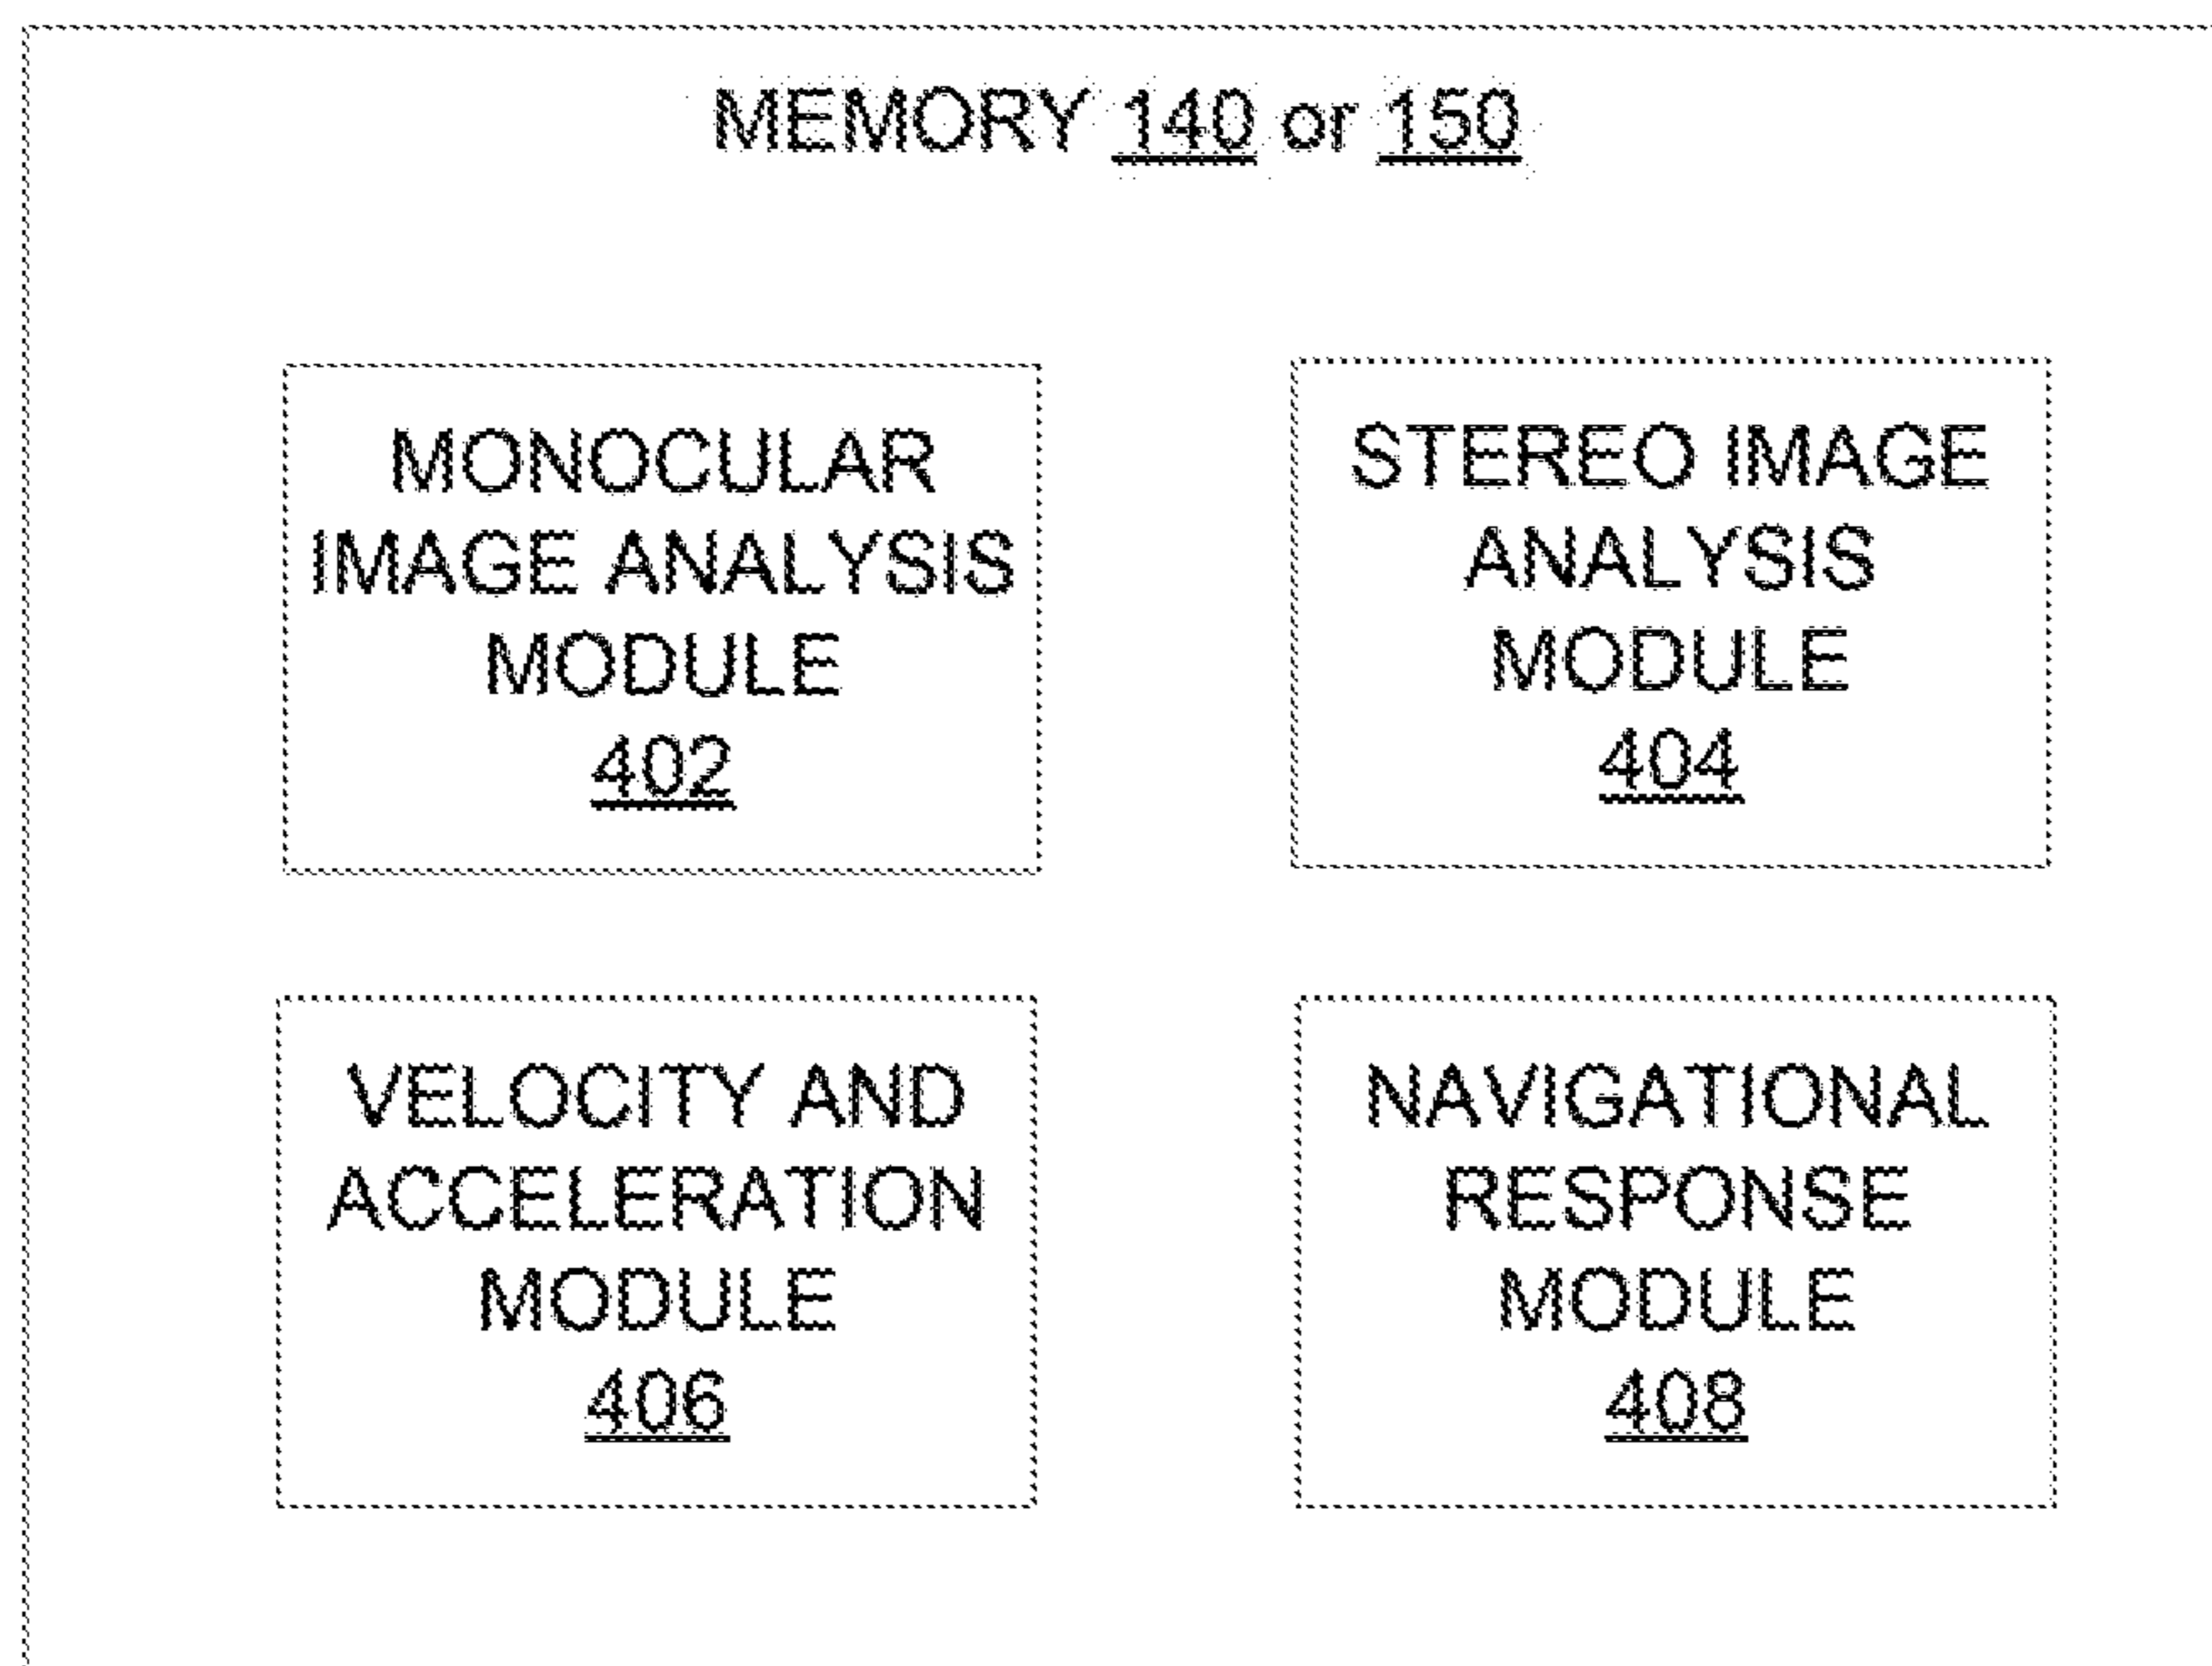 MEMORY 140 or 150
MONOCULAR
IMAGE ANALYSIS
MODULE
402
STEREO IMAGE
ANALYSIS
MODULE
404
VELOCITY AND
ACCELERATION
MODULE
406
NAVIGATIONAL
RESPONSE
MODULE
408